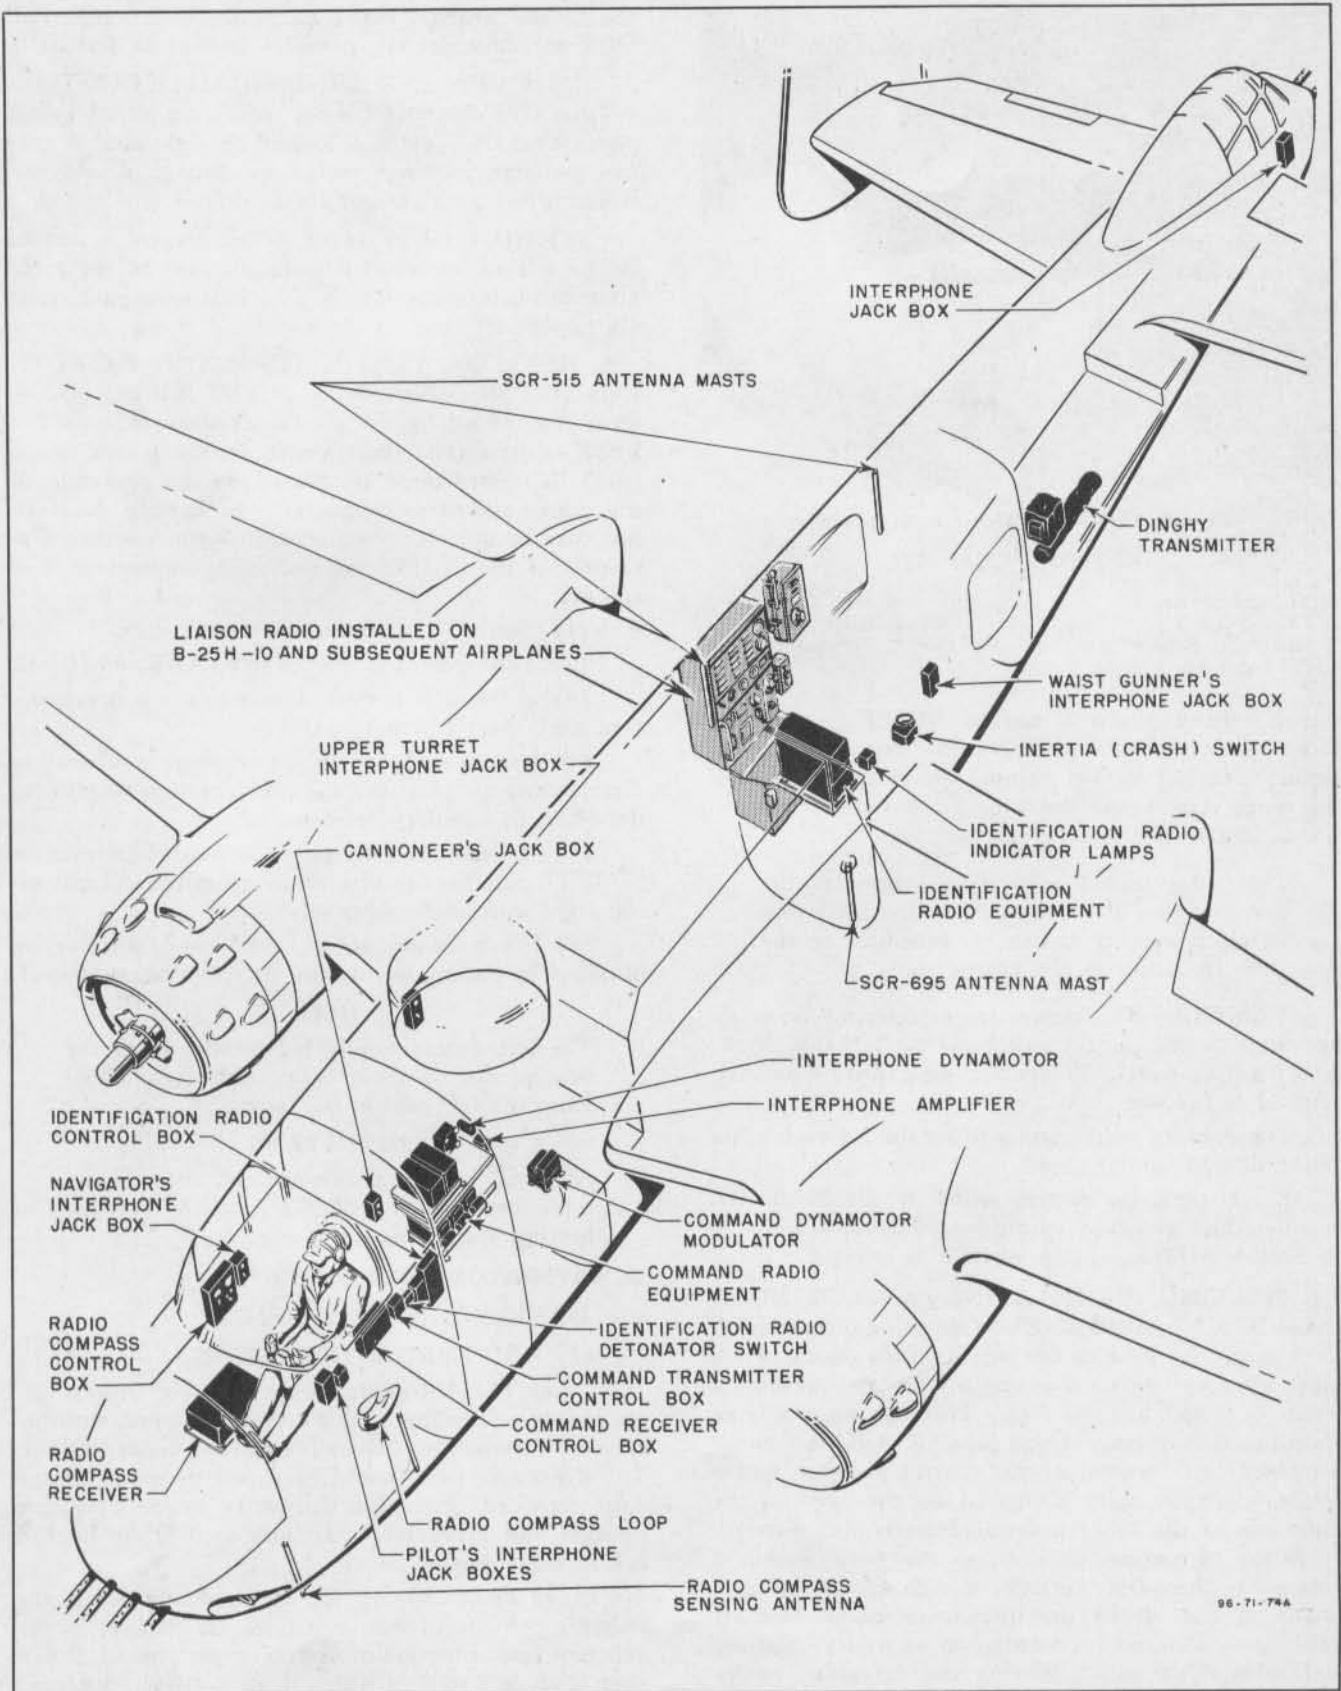 INTERPHONE
JACK BOX
SCR-515 ANTENNA MASTS
DINGHY
TRANSMITTER
LIAISON RADIO INSTALLED ON
B-25H-10 AND SUBSEQUENT AIRPLANES
WAIST GUNNER'S
INTERPHONE JACK BOX
UPPER TURRET
INTERPHONE JACK BOX
INERTIA (CRASH) SWITCH
CANNONEER'S JACK BOX
IDENTIFICATION RADIO
INDICATOR LAMPS
IDENTIFICATION
RADIO EQUIPMENT
SCR-695 ANTENNA MAST
INTERPHONE DYNAMOTOR
INTERPHONE AMPLIFIER
IDENTIFICATION RADIO
CONTROL BOX
NAVIGATOR'S
INTERPHONE
JACK BOX
COMMAND DYNAMOTOR
MODULATOR
COMMAND RADIO
EQUIPMENT
RADIO
COMPASS
CONTROL
BOX
IDENTIFICATION RADIO
DETONATOR SWITCH
COMMAND TRANSMITTER
CONTROL BOX
COMMAND RECEIVER
CONTROL BOX
RADIO
COMPASS
RECEIVER
RADIO COMPASS LOOP
PILOT'S INTERPHONE
JACK BOXES
RADIO COMPASS
SENSING ANTENNA
96-71-74A